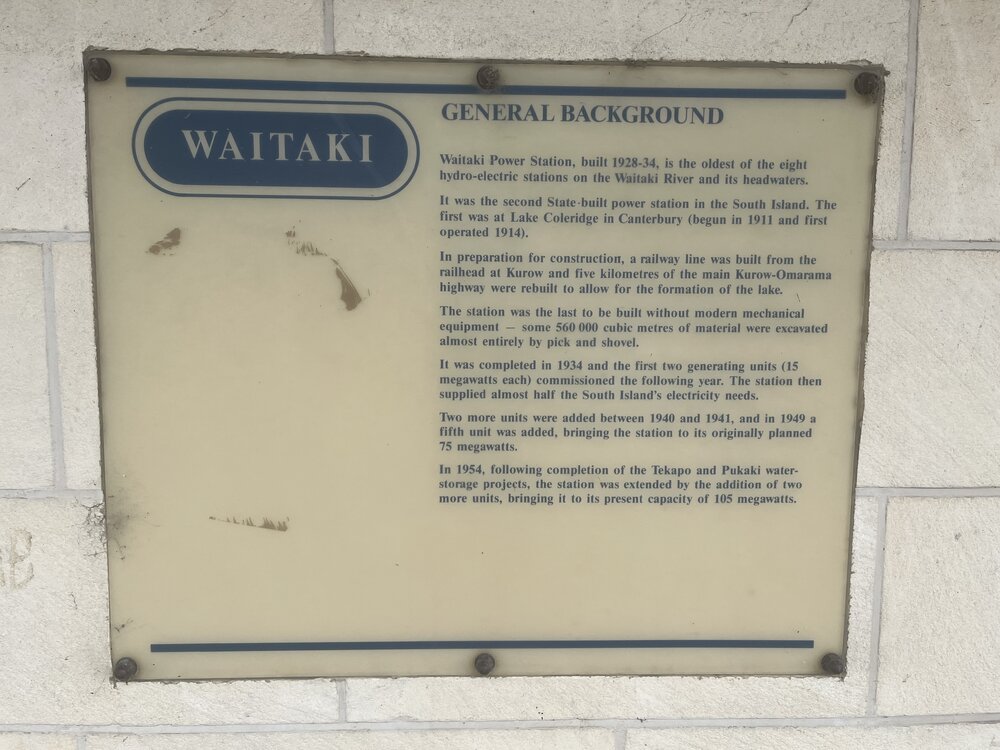 WAITAKI
GENERAL BACKGROUND
Waitaki Power Station, built 1928-34, is the oldest of the eight
hydro-electric stations on the Waitaki River and its headwaters.
It was the second State-built power station in the South Island. The
first was at Lake Coleridge in Canterbury (begun in 1911 and first
operated 1914).
In preparation for construction, a railway line was built from the
railhead at Kurow and five kilometres of the main Kurow-Omarama
highway were rebuilt to allow for the formation of the lake.
The station was the last to be built without modern mechanical
equipment — some 560 000 cubic metres of material were excavated
almost entirely by pick and shovel.
It was completed in 1934 and the first two generating units (15
megawatts each) commissioned the following year. The station then
supplied almost half the South Island's electricity needs.
Two more units were added between 1940 and 1941, and in 1949 a
fifth unit was added, bringing the station to its originally planned
75 megawatts.
In 1954, following completion of the Tekapo and Pukaki water-
storage projects, the station was extended by the addition of two
more units, bringing it to its present capacity of 105 megawatts.